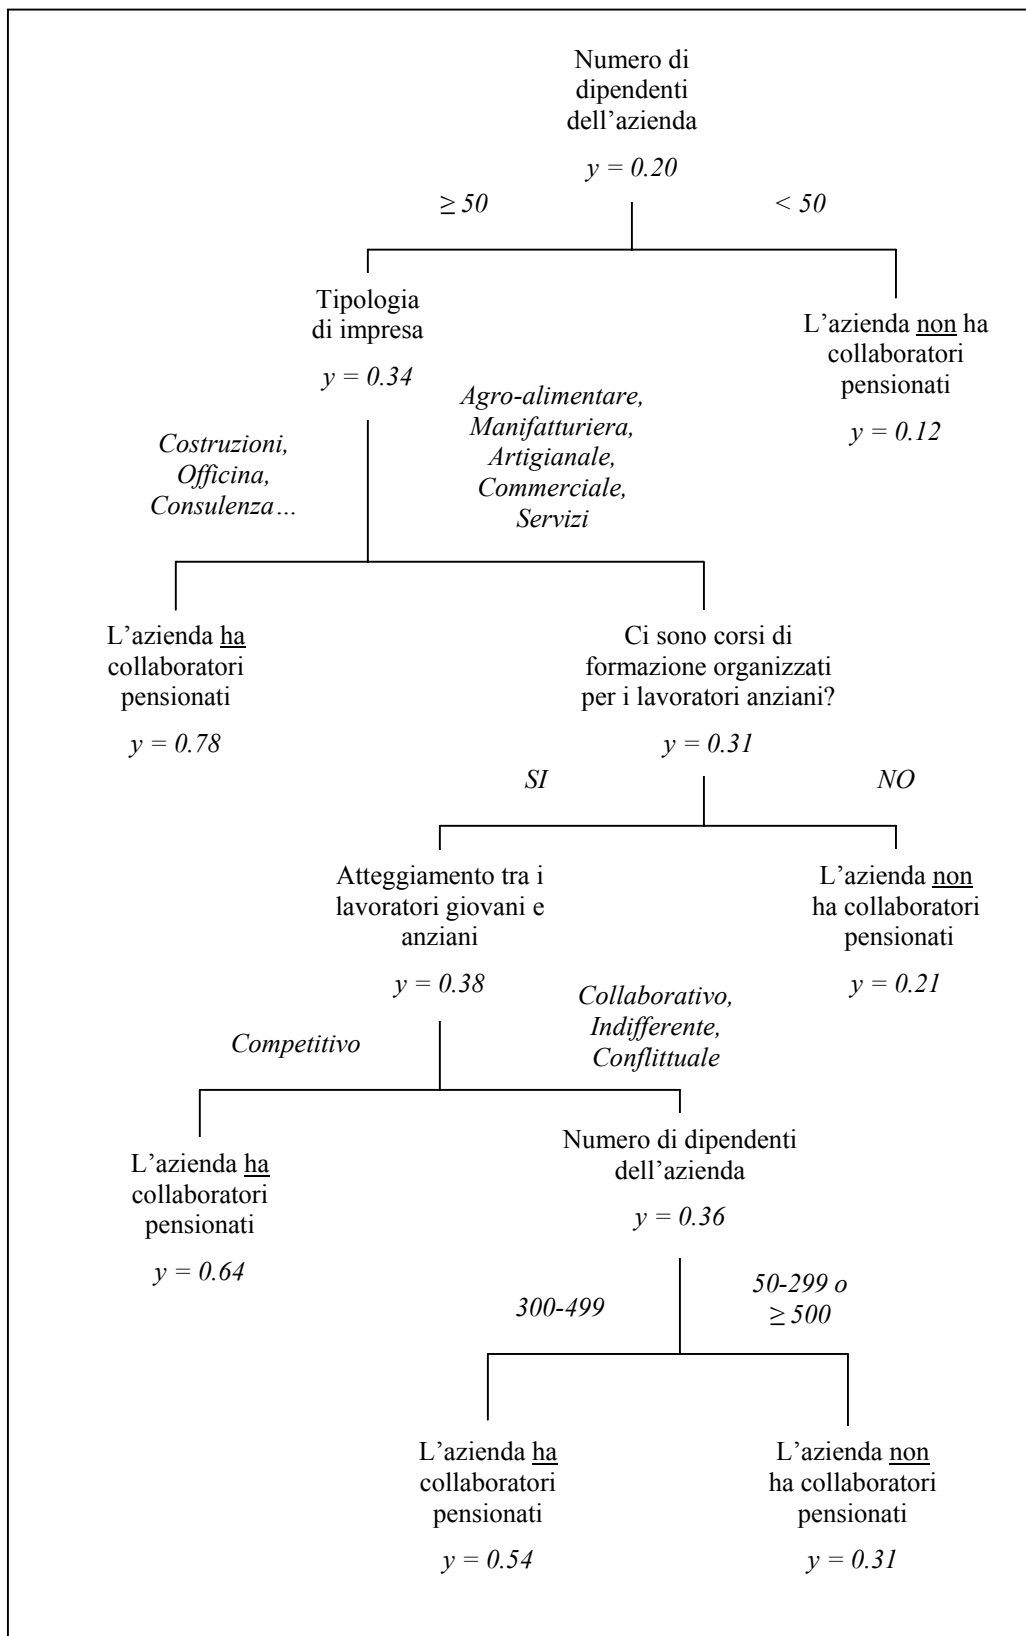 Numero di
dipendenti
dell’azienda
y = 0.20
≥ 50
< 50
Tipologia
di impresa
y = 0.34
L’azienda non ha
collaboratori
pensionati
y = 0.12
Costruzioni,
Officina,
Consulenza…
Agro-alimentare,
Manifatturiera,
Artigianale,
Commerciale,
Servizi
L’azienda ha
collaboratori
pensionati
y = 0.78
Ci sono corsi di
formazione organizzati
per i lavoratori anziani?
y = 0.31
SI
NO
Atteggiamento tra i
lavoratori giovani e
anziani
y = 0.38
L’azienda non
ha collaboratori
pensionati
y = 0.21
Competitivo
Collaborativo,
Indifferente,
Conflittuale
L’azienda ha
collaboratori
pensionati
y = 0.64
Numero di dipendenti
dell’azienda
y = 0.36
300-499
50-299 o
≥ 500
L’azienda ha
collaboratori
pensionati
y = 0.54
L’azienda non
ha collaboratori
pensionati
y = 0.31